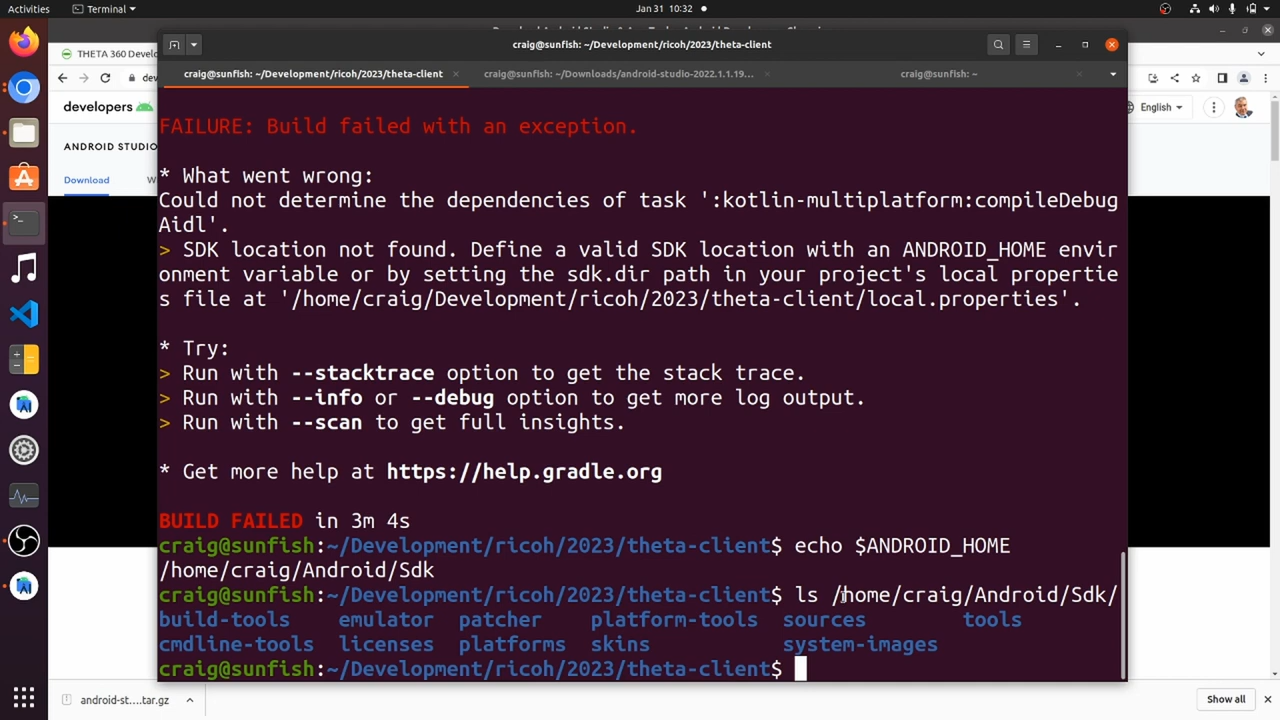 Activities
Terminal
Jan 31 10:32
craig@sunfish: ~/Development/ricoh/2023/theta-client
THETA 360 Develo
craig@sunfish: ~/Development/ricoh/2023/theta-client
craig@sunfish: ~/Downloads/android-studio-2022.1.1.19...
craig@sunfish: ~
dev
developers
English
ANDROID STUDIO
Download
FAILURE: Build failed with an exception.
* What went wrong:
Could not determine the dependencies of task ':kotlin-multiplatform:compileDebug
Aidl'.
> SDK location not found. Define a valid SDK location with an ANDROID_HOME envir
onment variable or by setting the sdk.dir path in your project's local propertie
s file at '/home/craig/Development/ricoh/2023/theta-client/local.properties'.
* Try:
> Run with --stacktrace option to get the stack trace.
> Run with --info or --debug option to get more log output.
> Run with --scan to get full insights.
* Get more help at https://help.gradle.org
BUILD FAILED in 3m 4s
craig@sunfish:~/Development/ricoh/2023/theta-client$ echo $ANDROID_HOME
/home/craig/Android/Sdk
craig@sunfish:~/Development/ricoh/2023/theta-client$ ls /home/craig/Android/Sdk/
build-tools emulator patcher platform-tools sources tools
cmdline-tools licenses platforms skins system-images
craig@sunfish:~/Development/ricoh/2023/theta-client$
android-st....tar.gz
Show all